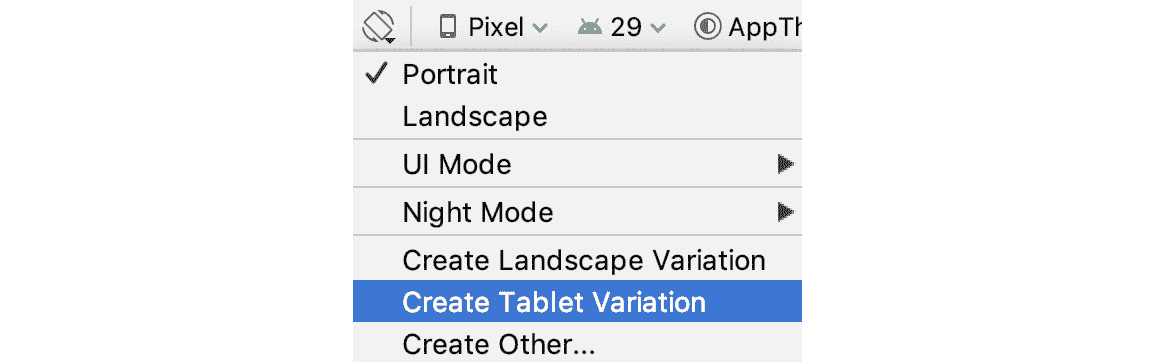 Pixel 29 AppTh
Portrait
Landscape
UI Mode
Night Mode
Create Landscape Variation
Create Tablet Variation
Create Other...